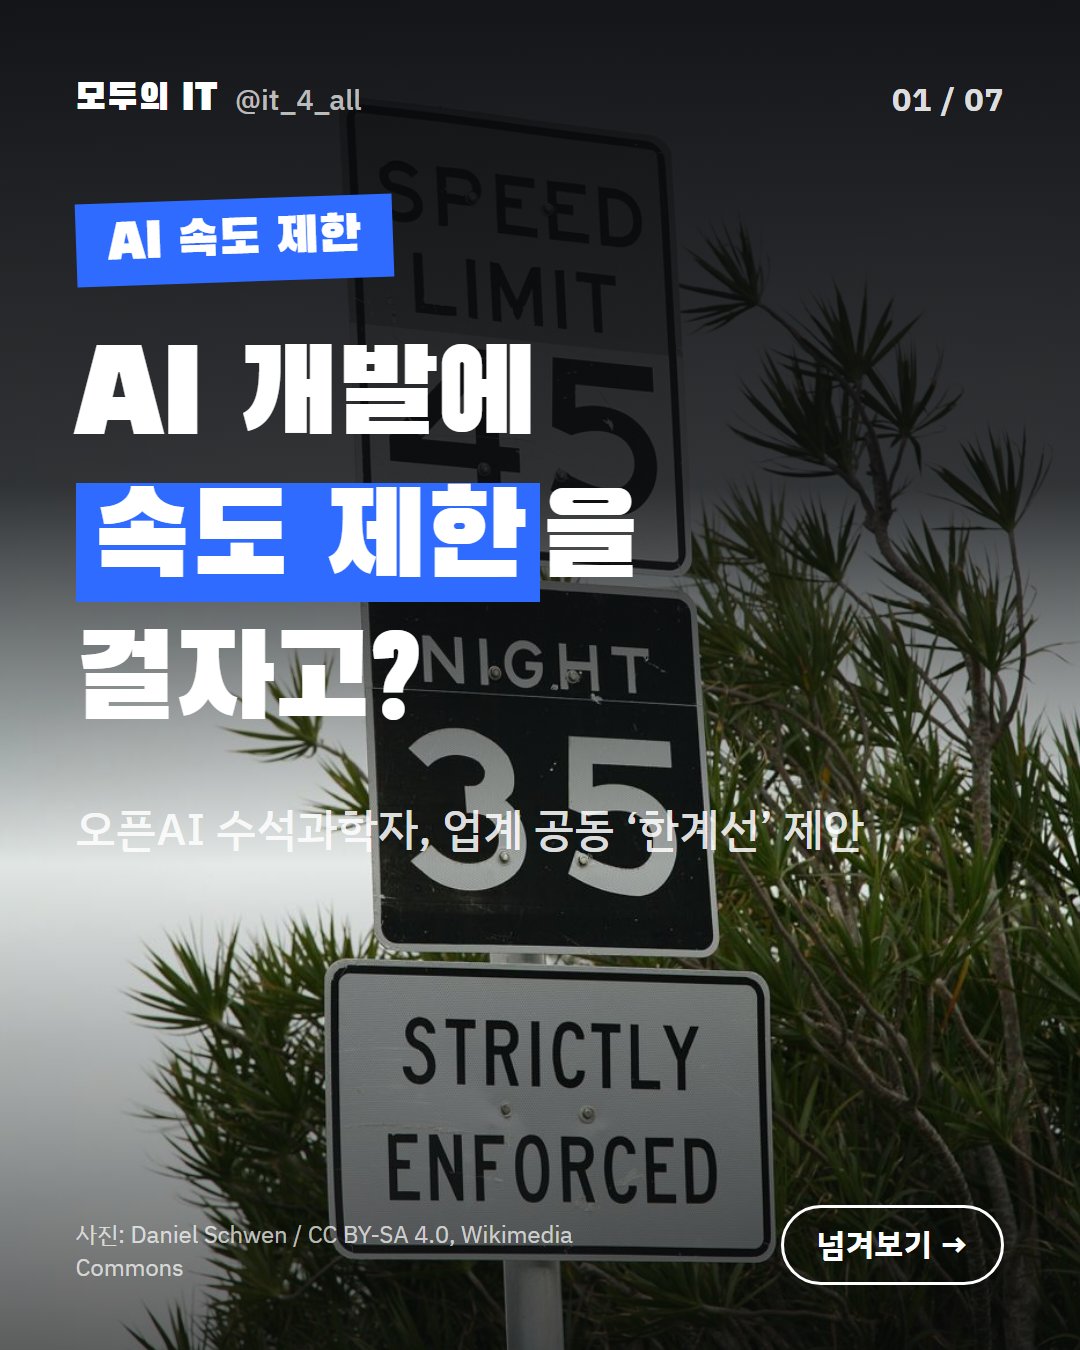 모두의 IT @it_4_all
01 / 07
AI 속도 제한
AI 개발에
속도 제한을
걸자고?
오픈AI 수석과학자, 업계 공동 ‘한계선’ 제안
SPEED
LIMIT
45
NIGHT
35
STRICTLY
ENFORCED
사진: Daniel Schwen / CC BY-SA 4.0, Wikimedia
Commons
넘겨보기 →